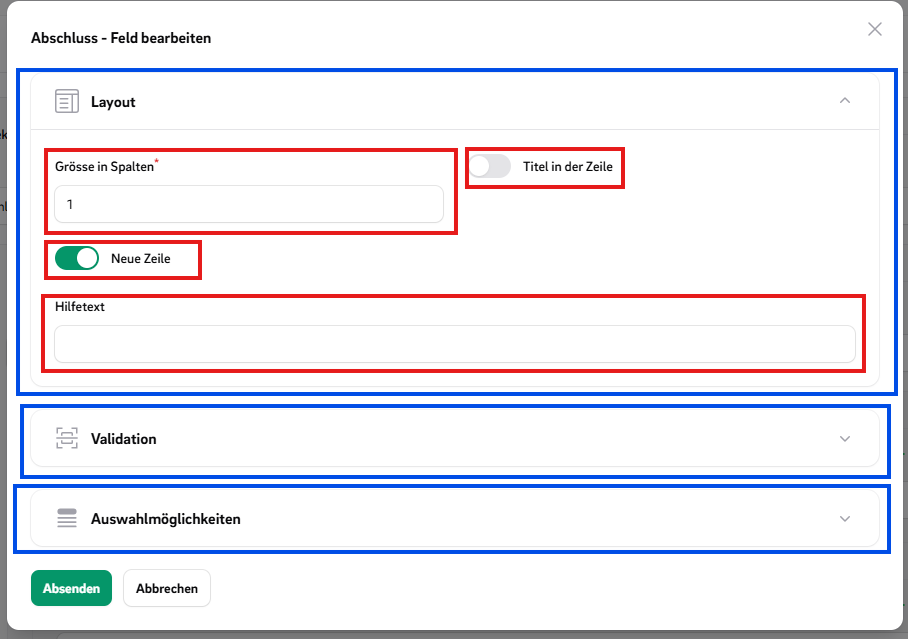 Abschluss - Feld bearbeiten
Layout
Grösse in Spalten*
Titel in der Zeile
1
Neue Zeile
Hilfetext
Validation
Auswahlmöglichkeiten
Absenden
Abbrechen